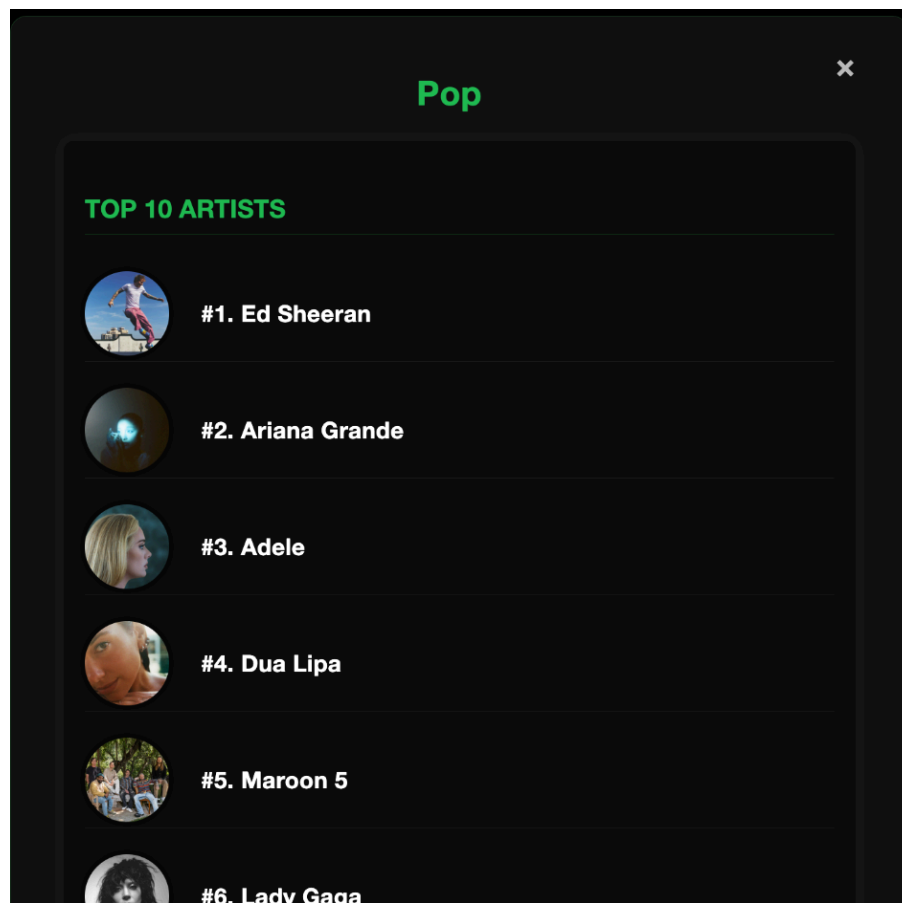 ×
Pop
TOP 10 ARTISTS
#1. Ed Sheeran
#2. Ariana Grande
#3. Adele
#4. Dua Lipa
#5. Maroon 5
#6. Lady Gaga